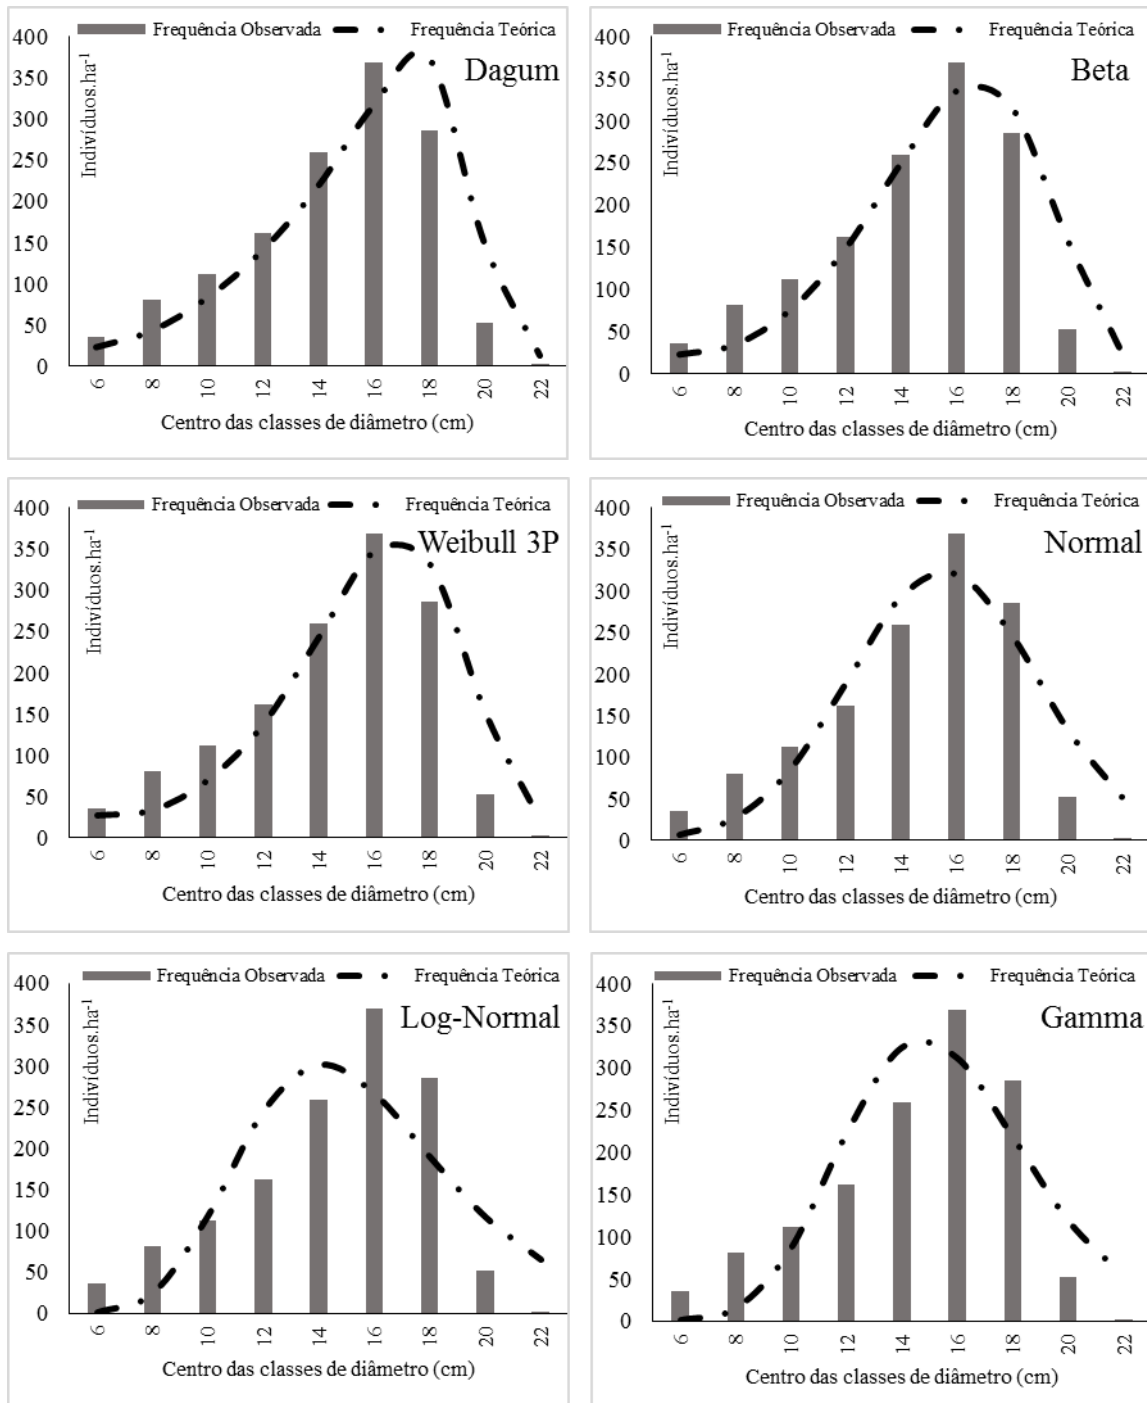 Frequência Observada Frequência Teórica
Dagum
Indivíduos.ha⁻¹
400
350
300
250
200
150
100
50
0
6 8 10 12 14 16 18 20 22
Centro das classes de diâmetro (cm)
Frequência Observada Frequência Teórica
Beta
Indivíduos.ha⁻¹
400
350
300
250
200
150
100
50
0
6 8 10 12 14 16 18 20 22
Centro das classes de diâmetro (cm)
Frequência Observada Frequência Teórica
Weibull 3P
Indivíduos.ha⁻¹
400
350
300
250
200
150
100
50
0
6 8 10 12 14 16 18 20 22
Centro das classes de diâmetro (cm)
Frequência Observada Frequência Teórica
Normal
Indivíduos.ha⁻¹
400
350
300
250
200
150
100
50
0
6 8 10 12 14 16 18 20 22
Centro das classes de diâmetro (cm)
Frequência Observada Frequência Teórica
Log-Normal
Indivíduos.ha⁻¹
400
350
300
250
200
150
100
50
0
6 8 10 12 14 16 18 20 22
Centro das classes de diâmetro (cm)
Frequência Observada Frequência Teórica
Gamma
Indivíduos.ha⁻¹
400
350
300
250
200
150
100
50
0
6 8 10 12 14 16 18 20 22
Centro das classes de diâmetro (cm)